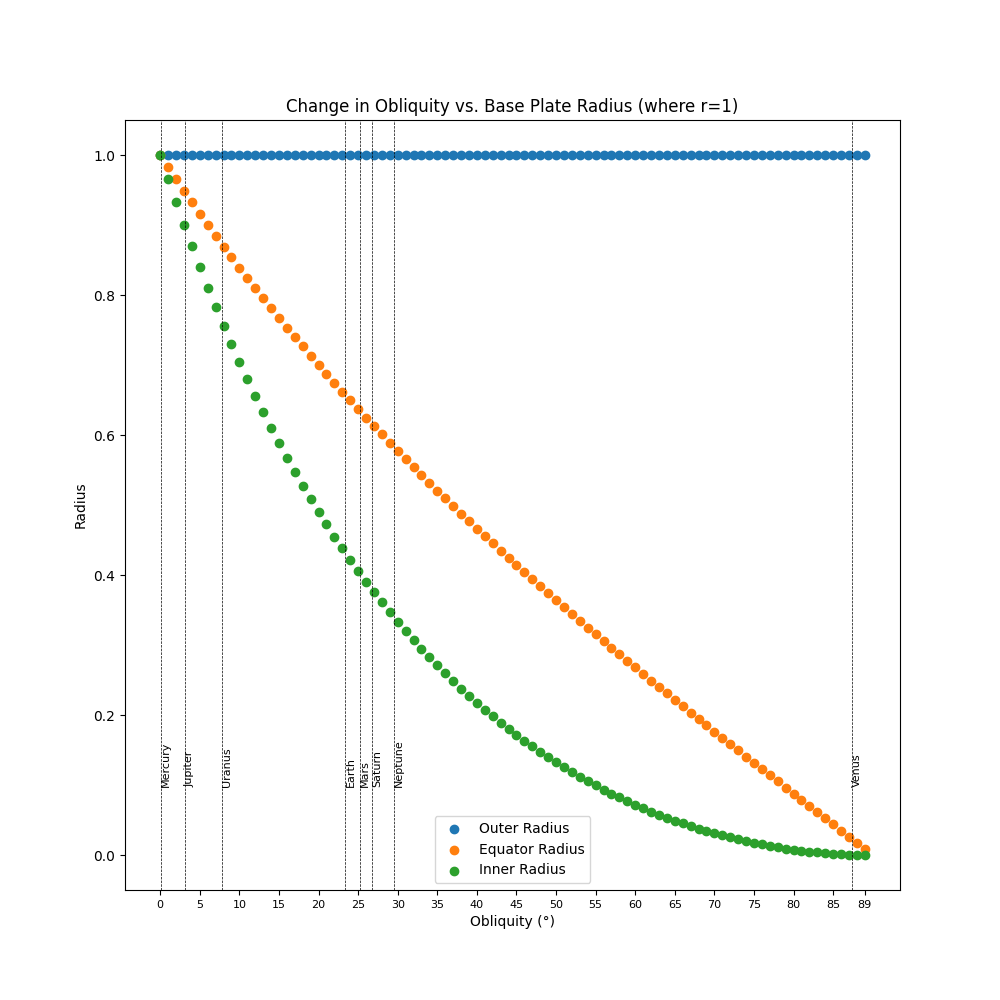 Change in Obliquity vs. Base Plate Radius (where r=1)
1.0
0.8
0.6
0.4
0.2
0.0
Radius
Mercury
Jupiter
Uranus
Earth
Mars
Saturn
Neptune
Venus
Outer Radius
Equator Radius
Inner Radius
0 5 10 15 20 25 30 35 40 45 50 55 60 65 70 75 80 85 89
Obliquity (°)